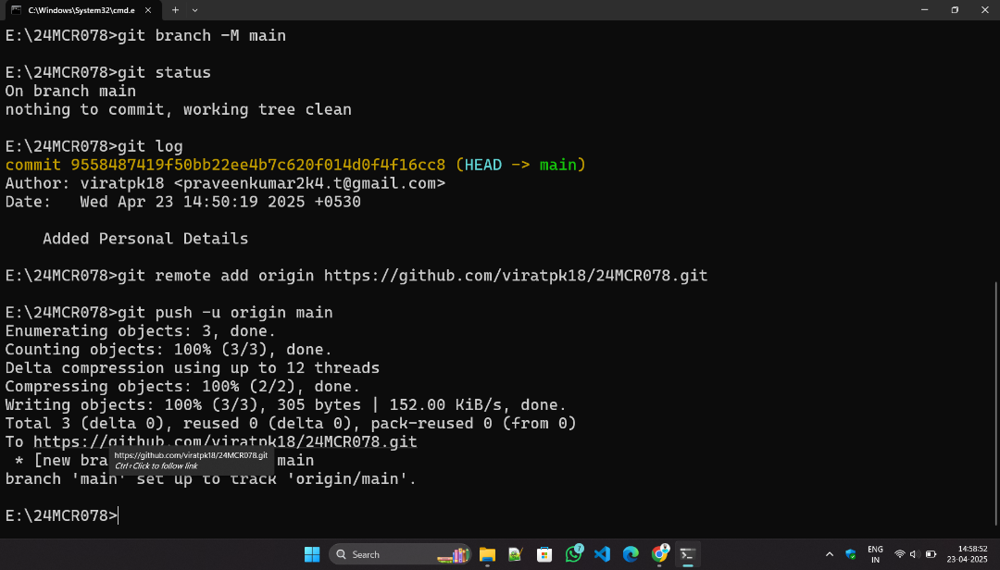 C:\Windows\System32\cmd.e
E:\24MCR078>git branch -M main
E:\24MCR078>git status
On branch main
nothing to commit, working tree clean
E:\24MCR078>git log
commit 9558487419f50bb22ee4b7c620f014d0f4f16cc8 (HEAD -> main)
Author: viratpk18 <praveenkumar2k4.t@gmail.com>
Date:   Wed Apr 23 14:50:19 2025 +0530
Added Personal Details
E:\24MCR078>git remote add origin https://github.com/viratpk18/24MCR078.git
E:\24MCR078>git push -u origin main
Enumerating objects: 3, done.
Counting objects: 100% (3/3), done.
Delta compression using up to 12 threads
Compressing objects: 100% (2/2), done.
Writing objects: 100% (3/3), 305 bytes | 152.00 KiB/s, done.
Total 3 (delta 0), reused 0 (delta 0), pack-reused 0 (from 0)
To https://github.com/viratpk18/24MCR078.git
* [new bra main
https://github.com/viratpk18/24MCR078.git
Ctrl+Click to follow link
branch 'main' set up to track 'origin/main'.
E:\24MCR078>
Search
ENG
IN
14:58:52
23-04-2025